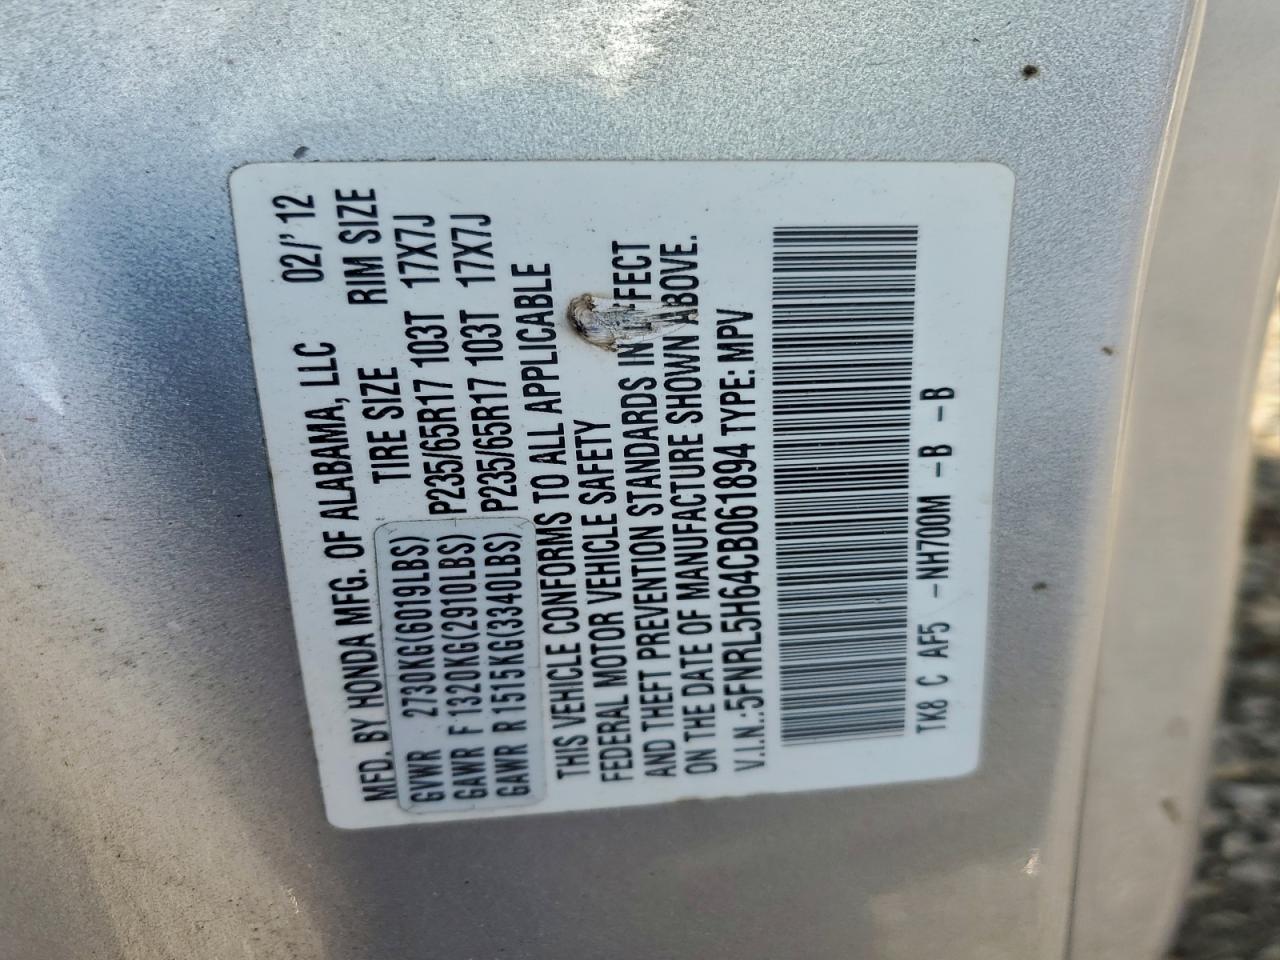 MFD. BY HONDA MFG. OF ALABAMA, LLC 02/'12
TIRE SIZE RIM SIZE
GVWR 2730KG(6019LBS)
GAWR F 1320KG(2910LBS) P235/65R17 103T 17X7J
GAWR R 1515KG(3340LBS) P235/65R17 103T 17X7J
THIS VEHICLE CONFORMS TO ALL APPLICABLE
FEDERAL MOTOR VEHICLE SAFETY
AND THEFT PREVENTION STANDARDS IN EFFECT
ON THE DATE OF MANUFACTURE SHOWN ABOVE.
V.I.N.:5FNRL5H64CB061894 TYPE: MPV
TK8 C AF5 -NH700M -B -B